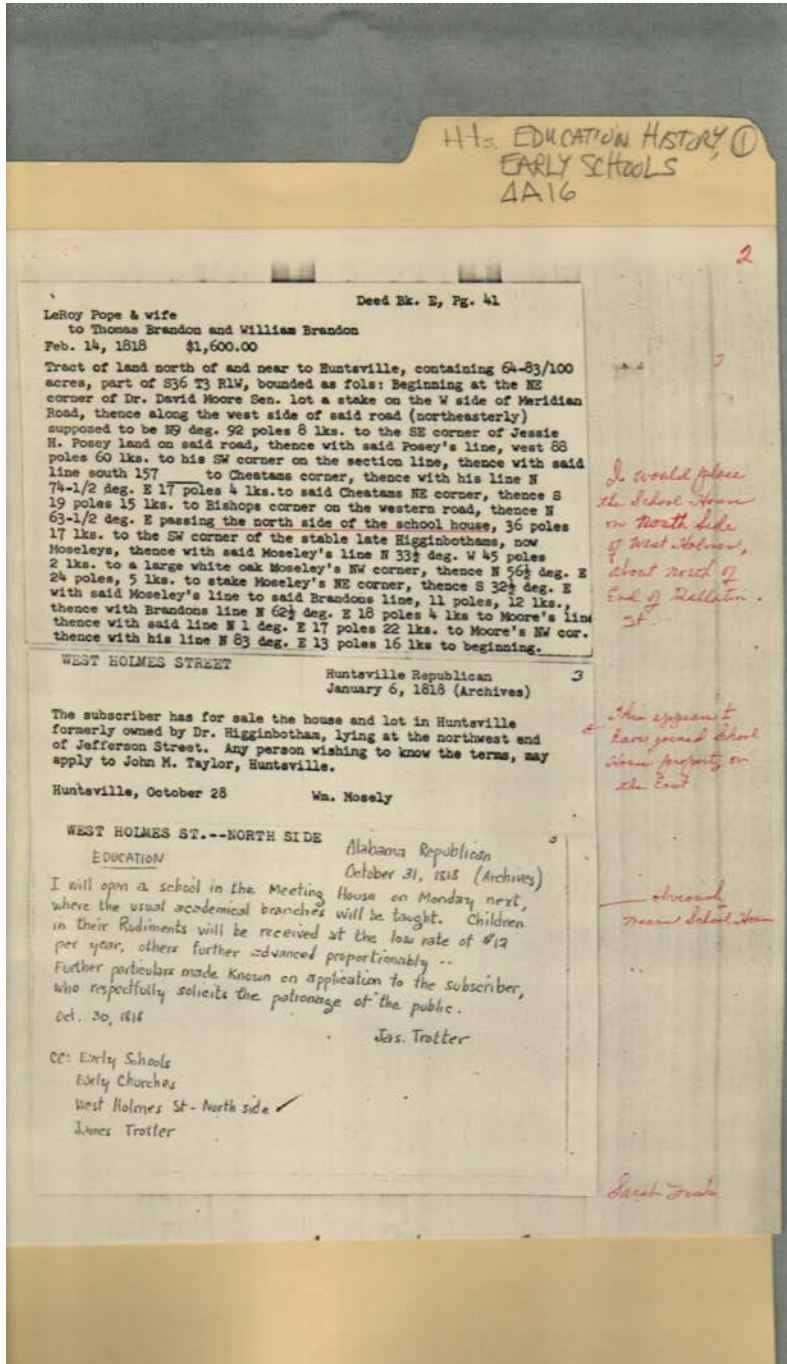 Hts. EDUCATION HISTORY, 1
EARLY SCHOOLS
4A16
2
Deed Bk. E, Pg. 41
LeRoy Pope & wife
to Thomas Brandon and William Brandon
Feb. 14, 1818 $1,600.00
Tract of land north of and near to Huntsville, containing 64-83/100
acres, part of S36 T3 R1W, bounded as fols: Beginning at the NE
corner of Dr. David Moore Sen. lot a stake on the W side of Meridian
Road, thence along the west side of said road (northeasterly)
supposed to be N9 deg. 92 poles 8 lks. to the SE corner of Jessie
H. Posey land on said road, thence with said Posey's line, west 88
poles 60 lks. to his SW corner on the section line, thence with said
line south 157 ____ to Cheatams corner, thence with his line N
74-1/2 deg. E 17 poles 4 lks.to said Cheatams NE corner, thence S
19 poles 15 lks. to Bishops corner on the western road, thence N
63-1/2 deg. E passing the north side of the school house, 36 poles
17 lks. to the SW corner of the stable late Higginbothams, now
Moseleys, thence with said Moseley's line N 33½ deg. W 45 poles
2 lks. to a large white oak Moseley's NW corner, thence N 56½ deg. E
24 poles, 5 lks. to stake Moseley's NE corner, thence S 32½ deg. E
with said Moseley's line to said Brandons line, 11 poles, 12 lks.,
thence with Brandons line N 62½ deg. E 18 poles 4 lks to Moore's line
thence with said line N 1 deg. E 17 poles 22 lks. to Moore's NW cor.
thence with his line N 83 deg. E 13 poles 16 lks to beginning.
I would place
the School House
on north side
of West Holmes,
about north of
End of Gallatin
St.
WEST HOLMES STREET
Huntsville Republican 3
January 6, 1818 (Archives)
The subscriber has for sale the house and lot in Huntsville
formerly owned by Dr. Higginbotham, lying at the northwest end
of Jefferson Street. Any person wishing to know the terms, may
apply to John M. Taylor, Huntsville.
Huntsville, October 28 Wm. Mosely
have joined School
House property on
the East
WEST HOLMES ST.--NORTH SIDE
EDUCATION
Alabama Republican
October 31, 1818 (Archives)
I will open a school in the Meeting House on Monday next,
where the usual academical branches will be taught. Children
in their Rudiments will be received at the low rate of $12
per year, others further advanced proportionably --
Further particulars made known on application to the subscriber,
who respectfully solicits the patronage of the public.
Oct. 30, 1818
Jas. Trotter
School House
CC: Early Schools
Early Churches
West Holmes St - North side ✓
James Trotter